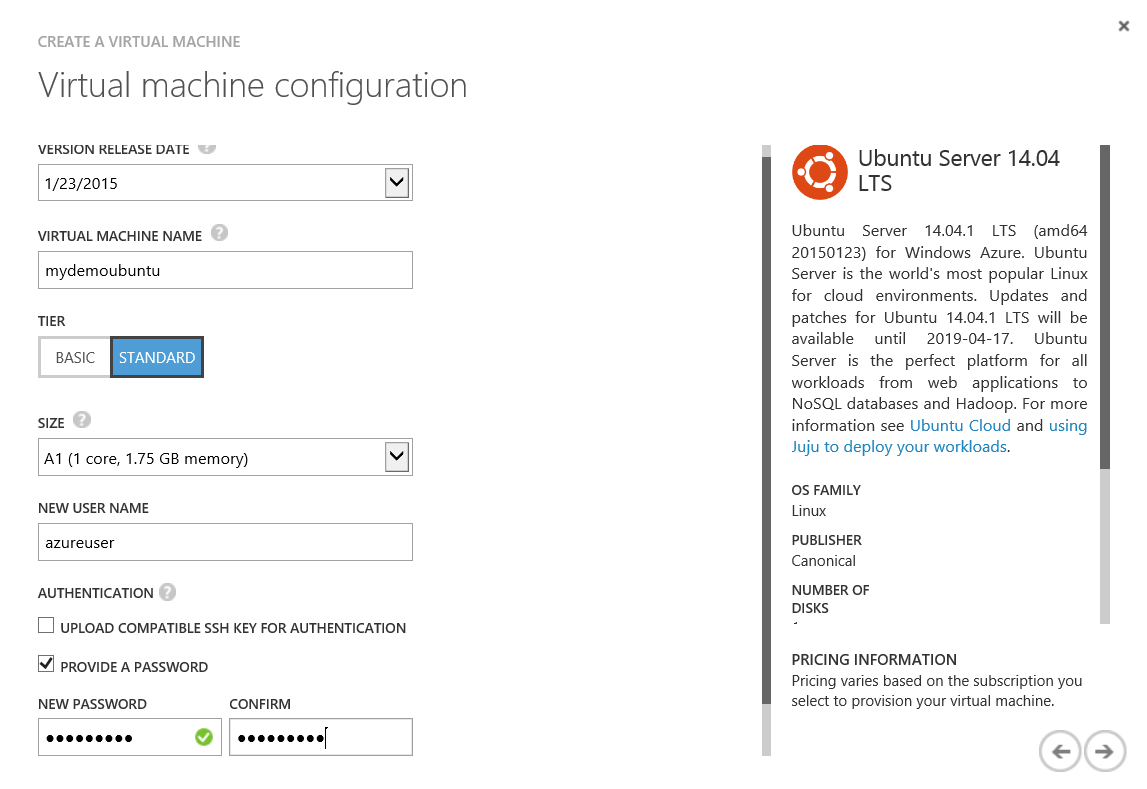 CREATE A VIRTUAL MACHINE
Virtual machine configuration
VERSION RELEASE DATE ?
1/23/2015
VIRTUAL MACHINE NAME ?
mydemoubuntu
TIER
BASIC STANDARD
SIZE ?
A1 (1 core, 1.75 GB memory)
NEW USER NAME
azureuser
AUTHENTICATION ?
UPLOAD COMPATIBLE SSH KEY FOR AUTHENTICATION
PROVIDE A PASSWORD
NEW PASSWORD CONFIRM
●●●●●●●●● ●●●●●●●●●
Ubuntu Server 14.04
LTS
Ubuntu Server 14.04.1 LTS (amd64
20150123) for Windows Azure. Ubuntu
Server is the world's most popular Linux
for cloud environments. Updates and
patches for Ubuntu 14.04.1 LTS will be
available until 2019-04-17. Ubuntu
Server is the perfect platform for all
workloads from web applications to
NoSQL databases and Hadoop. For more
information see Ubuntu Cloud and using
Juju to deploy your workloads.
OS FAMILY
Linux
PUBLISHER
Canonical
NUMBER OF
DISKS
PRICING INFORMATION
Pricing varies based on the subscription you
select to provision your virtual machine.